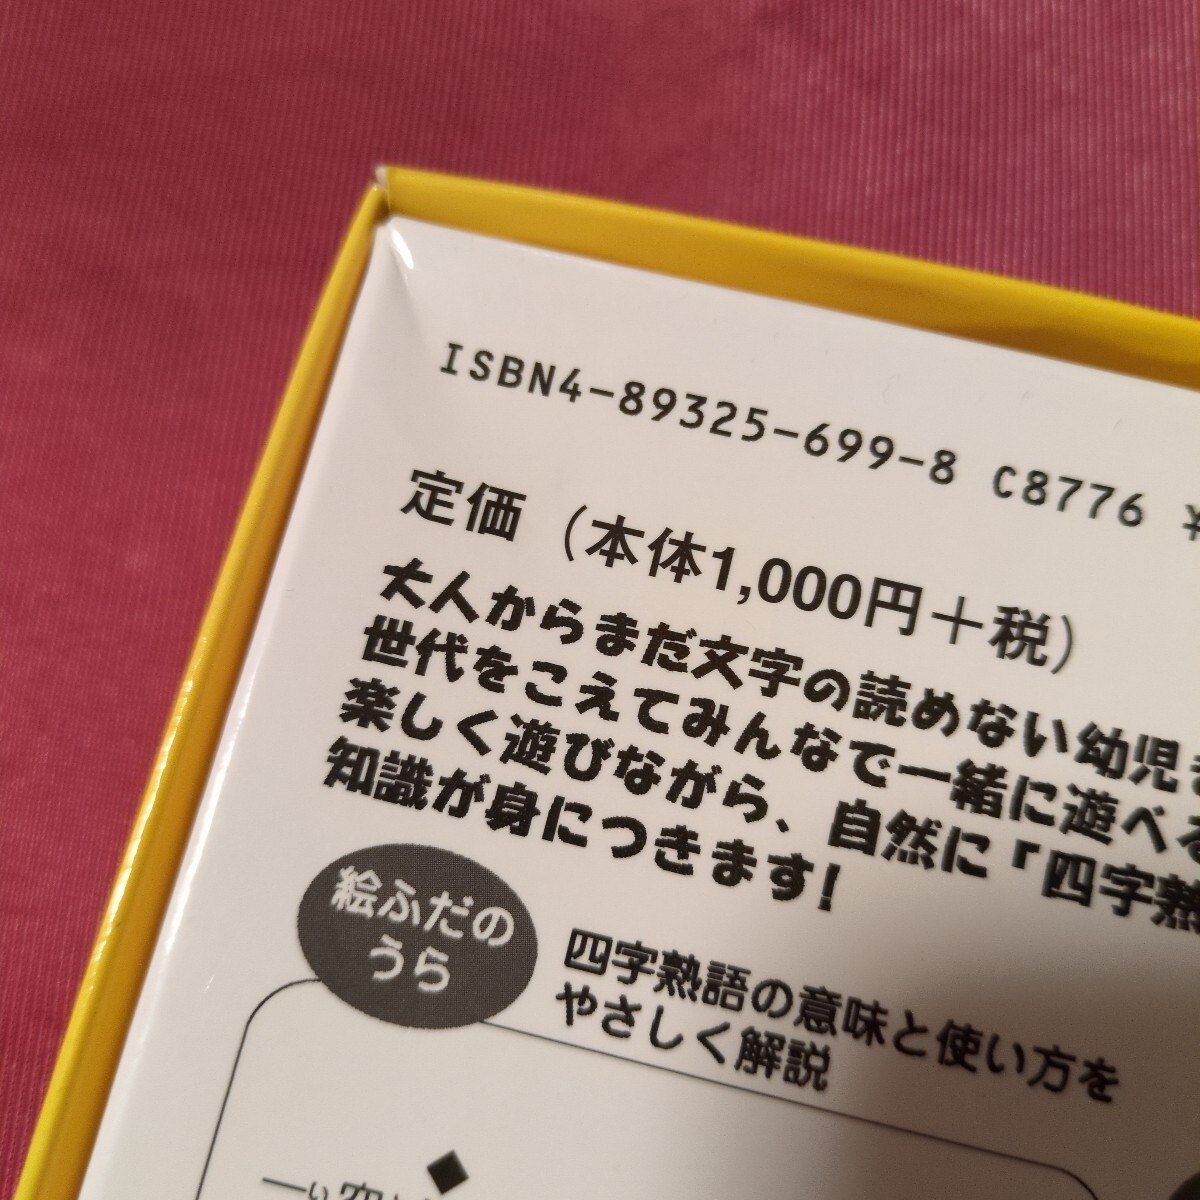 ISBN4-89325-699-8 C8776 ¥
定価（本体1,000円＋税）
大人からまだ文字の読めない幼児
世代をこえてみんなで一緒に遊べる
楽しく遊びながら、自然に「四字熟
知識が身につきます!
絵ふだの
うら
四字熟語の意味と使い方を
やさしく解説